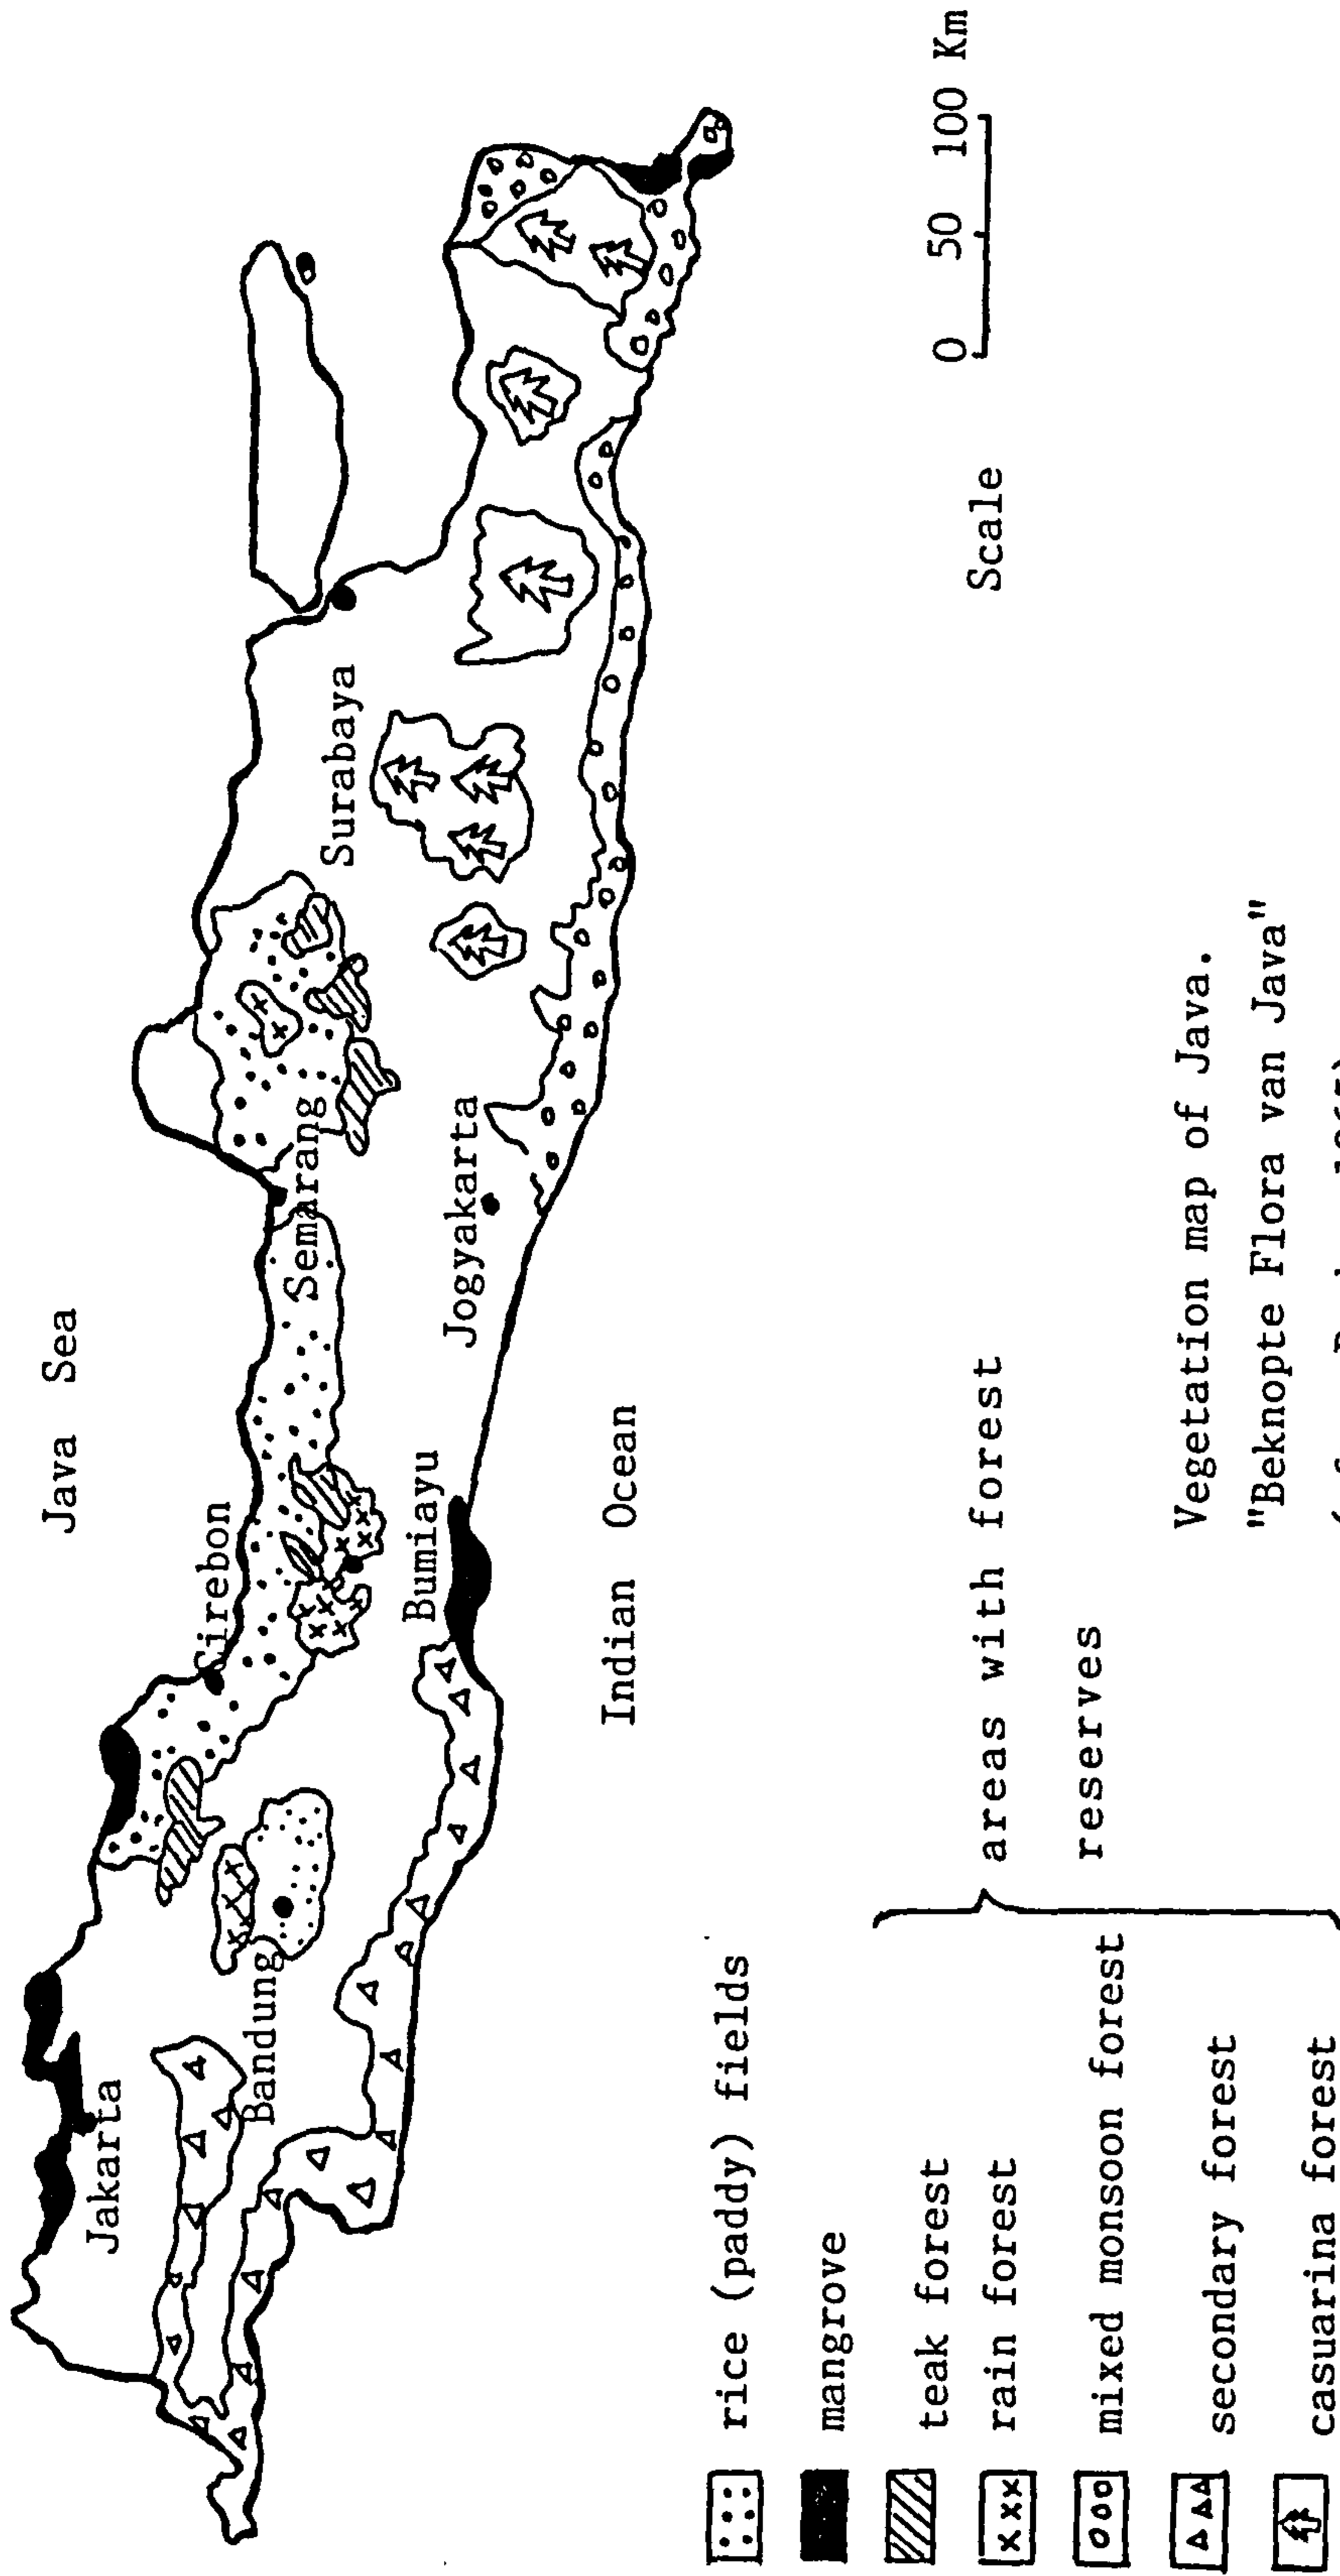 Java Sea
Jakarta
Cirebon
Semarang
Surabaya
Bandung
Bumiayu
Jogyakarta
Indian Ocean
rice (paddy) fields
mangrove
teak forest
rain forest
mixed monsoon forest
secondary forest
casuarina forest
areas with forest
reserves
Scale
0 50 100 Km
Vegetation map of Java.
"Beknopte Flora van Java"